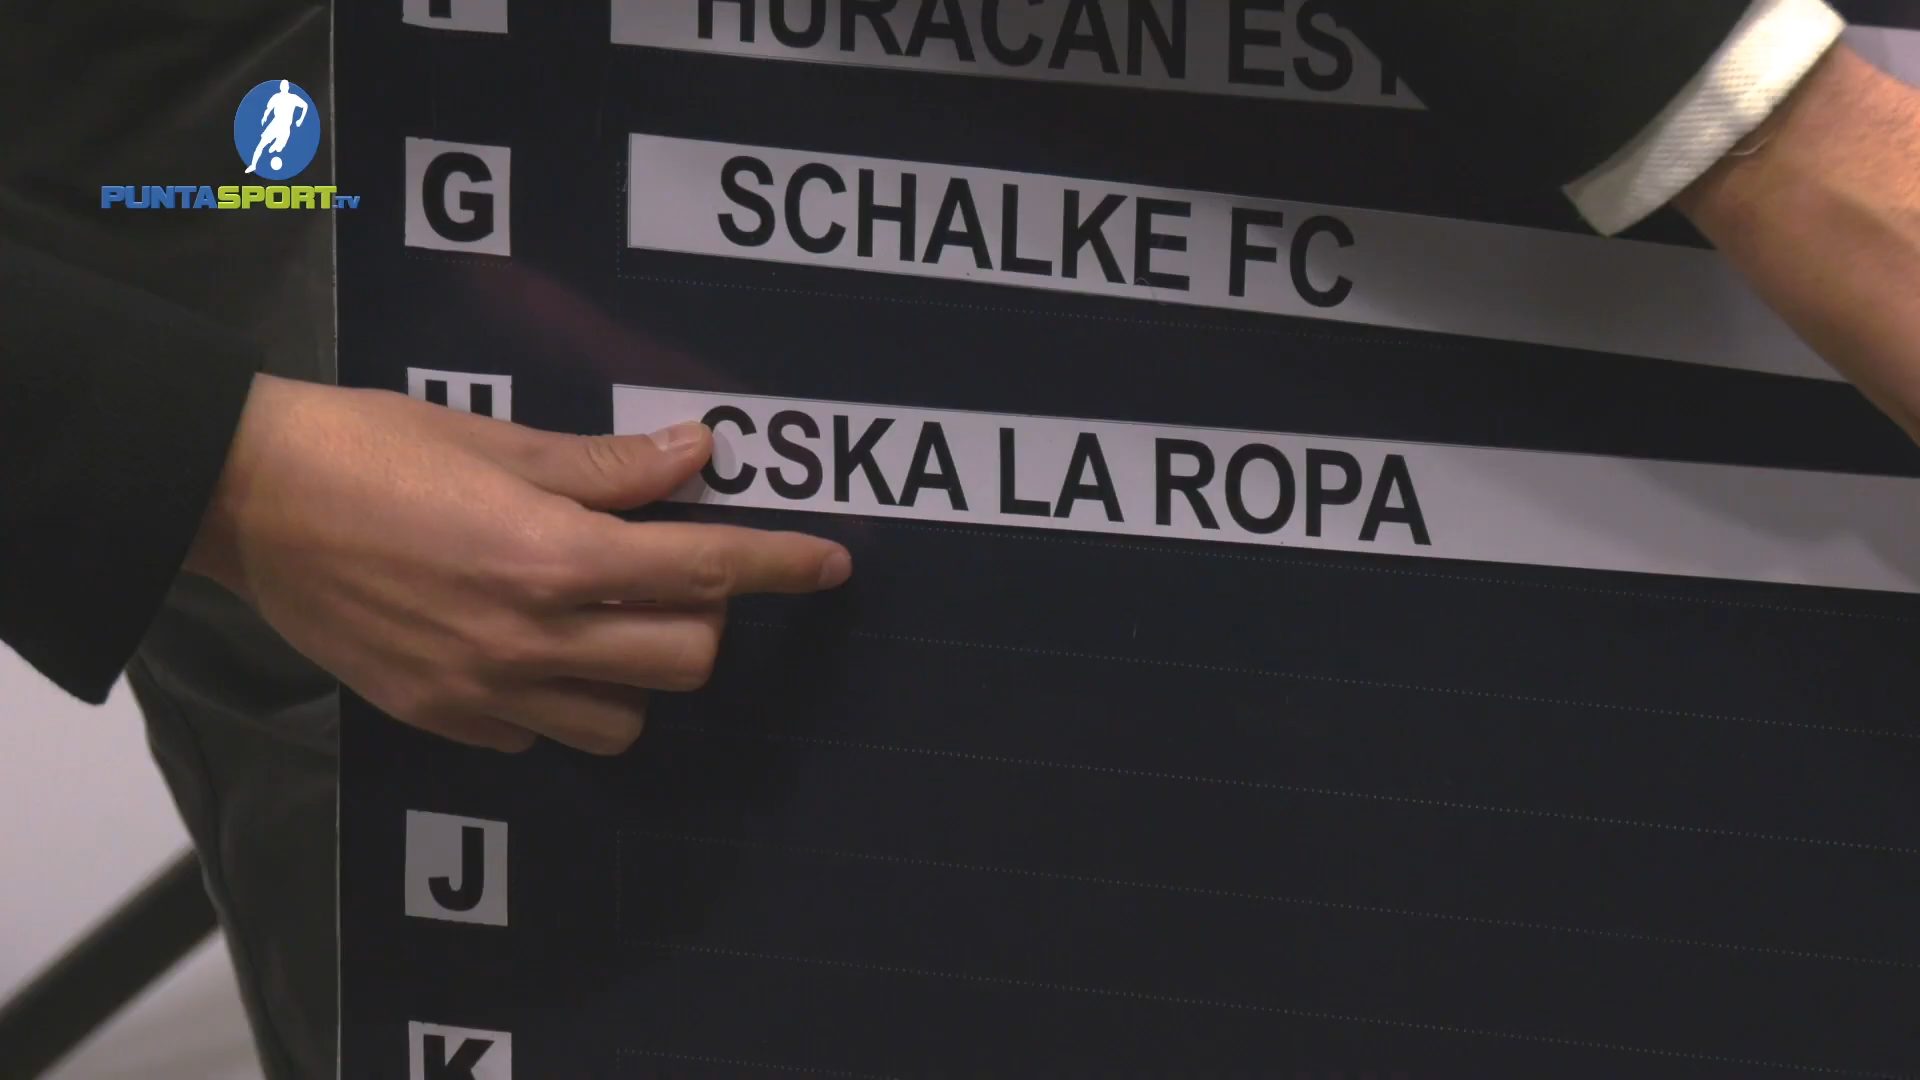 F
HURACAN EST
PUNTASPORT.TV
G
SCHALKE FC
H
CSKA LA ROPA
J
K